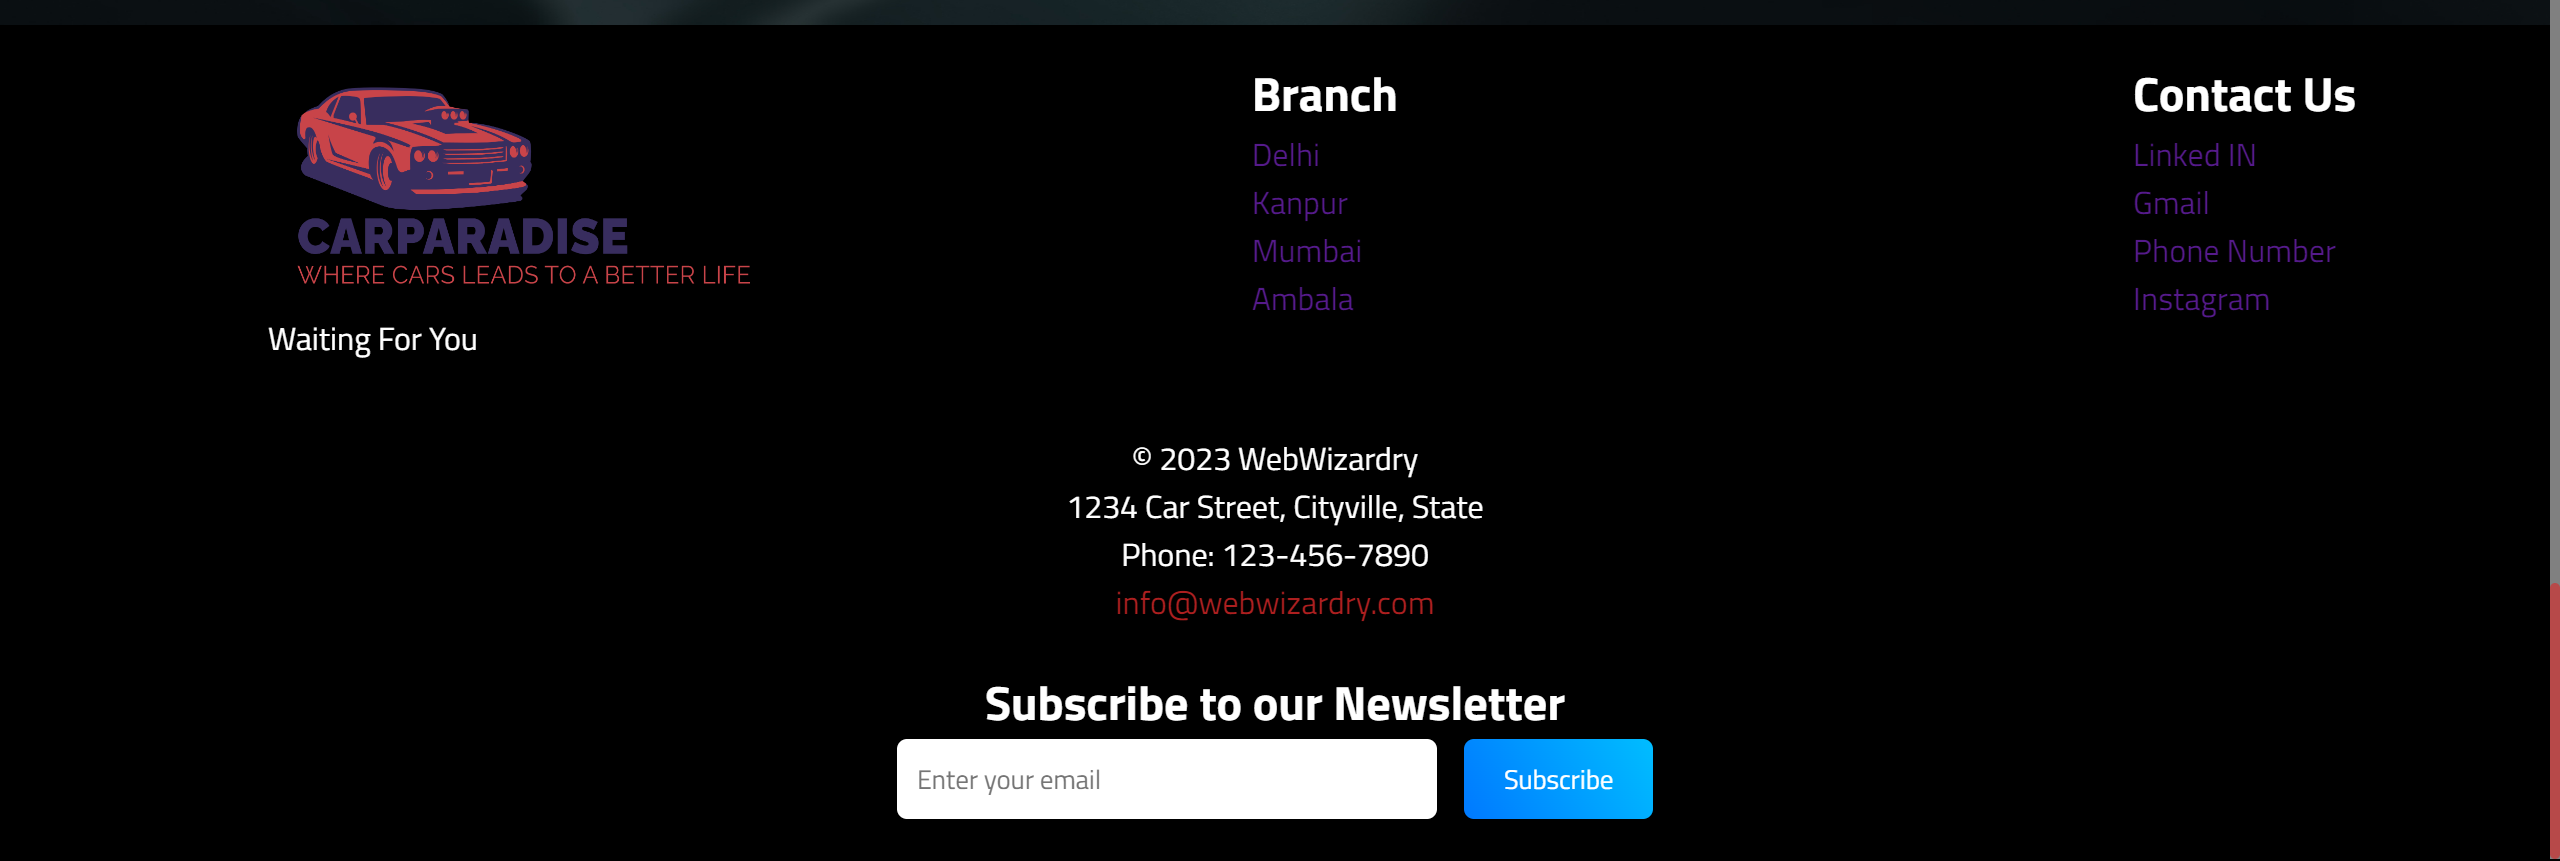 CARPARADISE
WHERE CARS LEADS TO A BETTER LIFE
Waiting For You
Branch
Delhi
Kanpur
Mumbai
Ambala
Contact Us
Linked IN
Gmail
Phone Number
Instagram
© 2023 WebWizardry
1234 Car Street, Cityville, State
Phone: 123-456-7890
info@webwizardry.com
Subscribe to our Newsletter
Enter your email
Subscribe